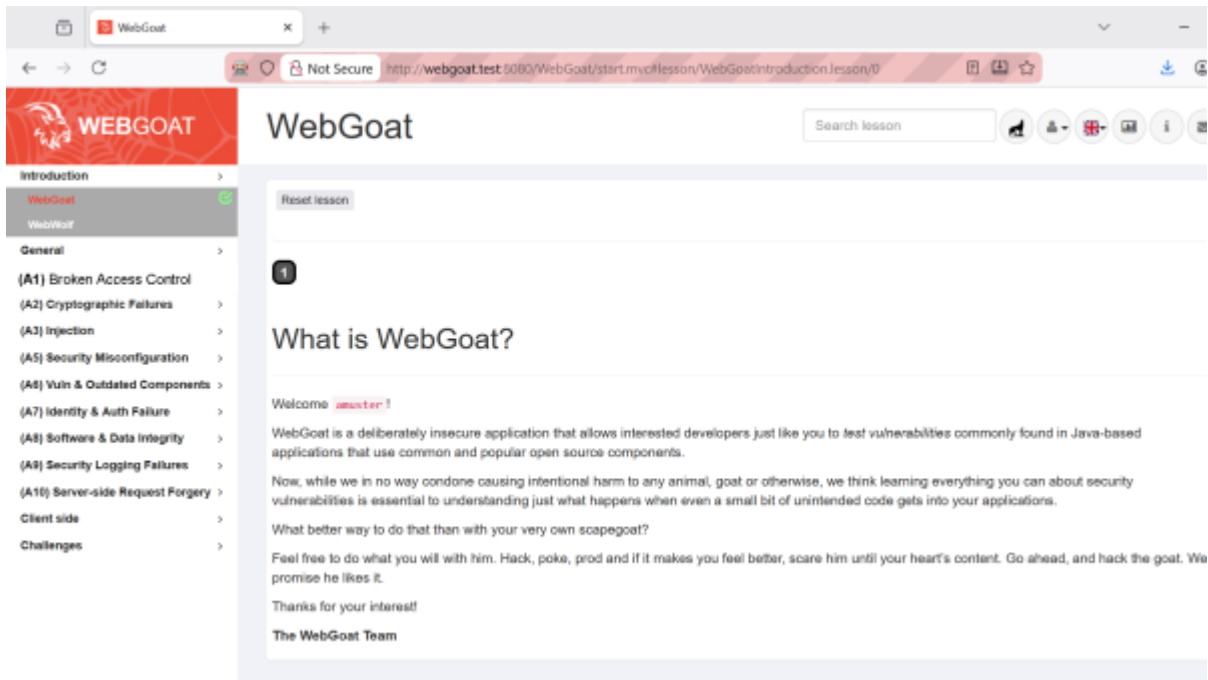 WebGoat
Not Secure http://webgoat.test:8080/WebGoat/start.mvc#lesson/WebGoatIntroduction.lesson/0
WEBGOAT
WebGoat
Search lesson
Introduction
WebGoat
WebWolf
General
(A1) Broken Access Control
(A2) Cryptographic Failures
(A3) Injection
(A5) Security Misconfiguration
(A6) Vuln & Outdated Components
(A7) Identity & Auth Failure
(A8) Software & Data Integrity
(A9) Security Logging Failures
(A10) Server-side Request Forgery
Client side
Challenges
Reset lesson
1
What is WebGoat?
Welcome amuster !
WebGoat is a deliberately insecure application that allows interested developers just like you to test vulnerabilities commonly found in Java-based
applications that use common and popular open source components.
Now, while we in no way condone causing intentional harm to any animal, goat or otherwise, we think learning everything you can about security
vulnerabilities is essential to understanding just what happens when even a small bit of unintended code gets into your applications.
What better way to do that than with your very own scapegoat?
Feel free to do what you will with him. Hack, poke, prod and if it makes you feel better, scare him until your heart's content. Go ahead, and hack the goat. We
promise he likes it.
Thanks for your interest!
The WebGoat Team